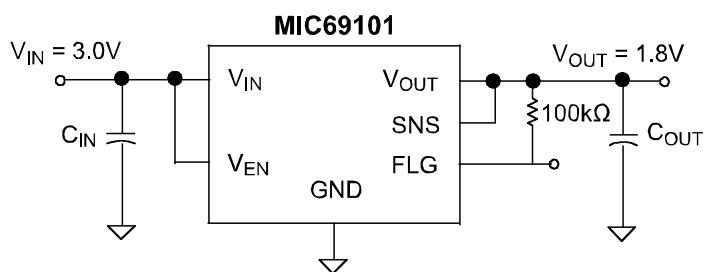 MIC69101
V_IN = 3.0V
V_OUT = 1.8V
V_IN
V_OUT
100kΩ
SNS
C_IN
C_OUT
V_EN
FLG
GND